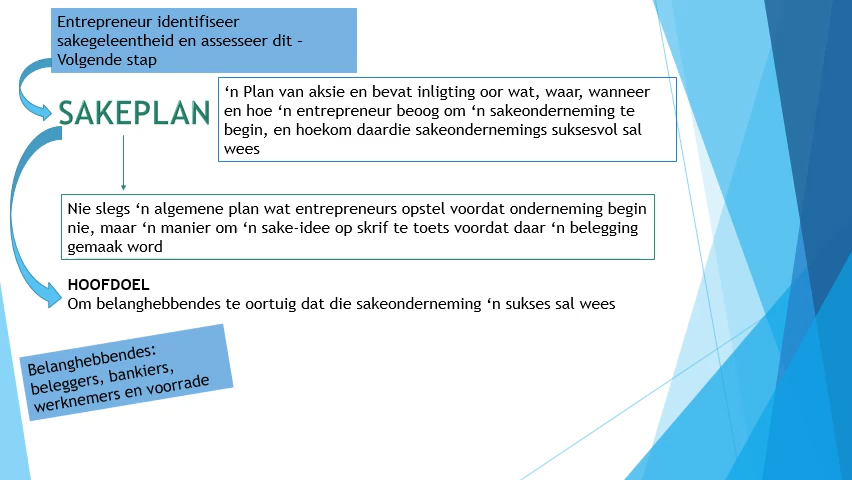 Entrepreneur identifiseer
sakegeleentheid en assesseer dit –
Volgende stap
SAKEPLAN
‘n Plan van aksie en bevat inligting oor wat, waar, wanneer
en hoe ‘n entrepreneur beoog om ‘n sakeonderneming te
begin, en hoekom daardie sakeondernemings suksesvol sal
wees
Nie slegs ‘n algemene plan wat entrepreneurs opstel voordat onderneming begin
nie, maar ‘n manier om ‘n sake-idee op skrif te toets voordat daar ‘n belegging
gemaak word
HOOFDOEL
Om belanghebbendes te oortuig dat die sakeonderneming ‘n sukses sal wees
Belanghebbendes:
beleggers, bankiers,
werknemers en voorrade